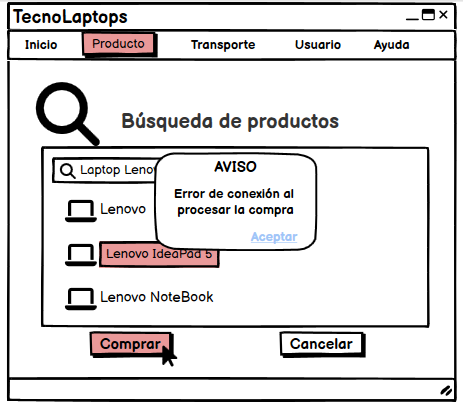 TecnoLaptops
Inicio Producto Transporte Usuario Ayuda
Búsqueda de productos
Laptop Leno
AVISO
Error de conexión al
procesar la compra
Aceptar
Lenovo
Lenovo IdeaPad 5
Lenovo NoteBook
Comprar Cancelar